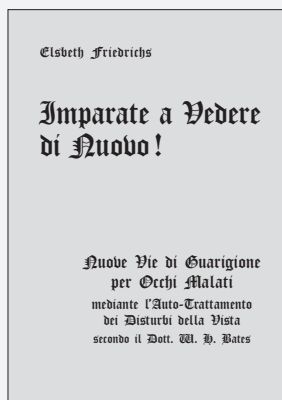 Elsbeth Friedrichs
Imparate a Vedere
di Nuovo!
Nuove Vie di Guarigione
per Occhi Malati
mediante l'Auto-Trattamento
dei Disturbi della Vista
secondo il Dott. W. H. Bates